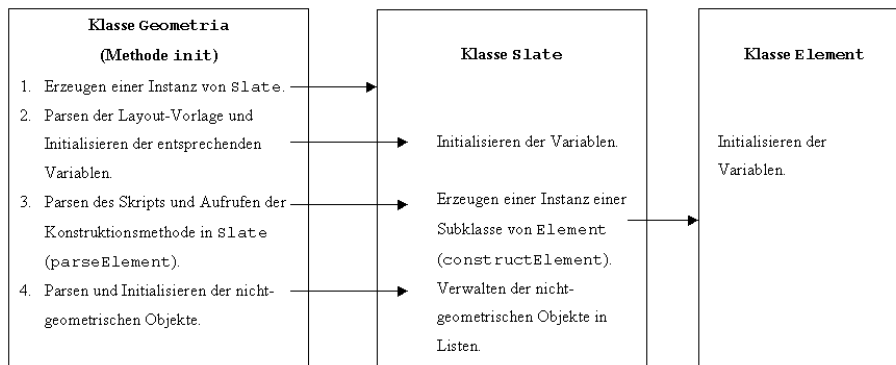 Klasse Geometria
(Methode init)
1. Erzeugen einer Instanz von Slate.
2. Parsen der Layout-Vorlage und
Initialisieren der entsprechenden
Variablen.
3. Parsen des Skripts und Aufrufen der
Konstruktionsmethode in Slate
(parseElement).
4. Parsen und Initialisieren der nicht-
geometrischen Objekte.
Klasse Slate
Initialisieren der Variablen.
Erzeugen einer Instanz einer
Subklasse von Element
(constructElement).
Verwalten der nicht-
geometrischen Objekte in
Listen.
Klasse Element
Initialisieren der
Variablen.